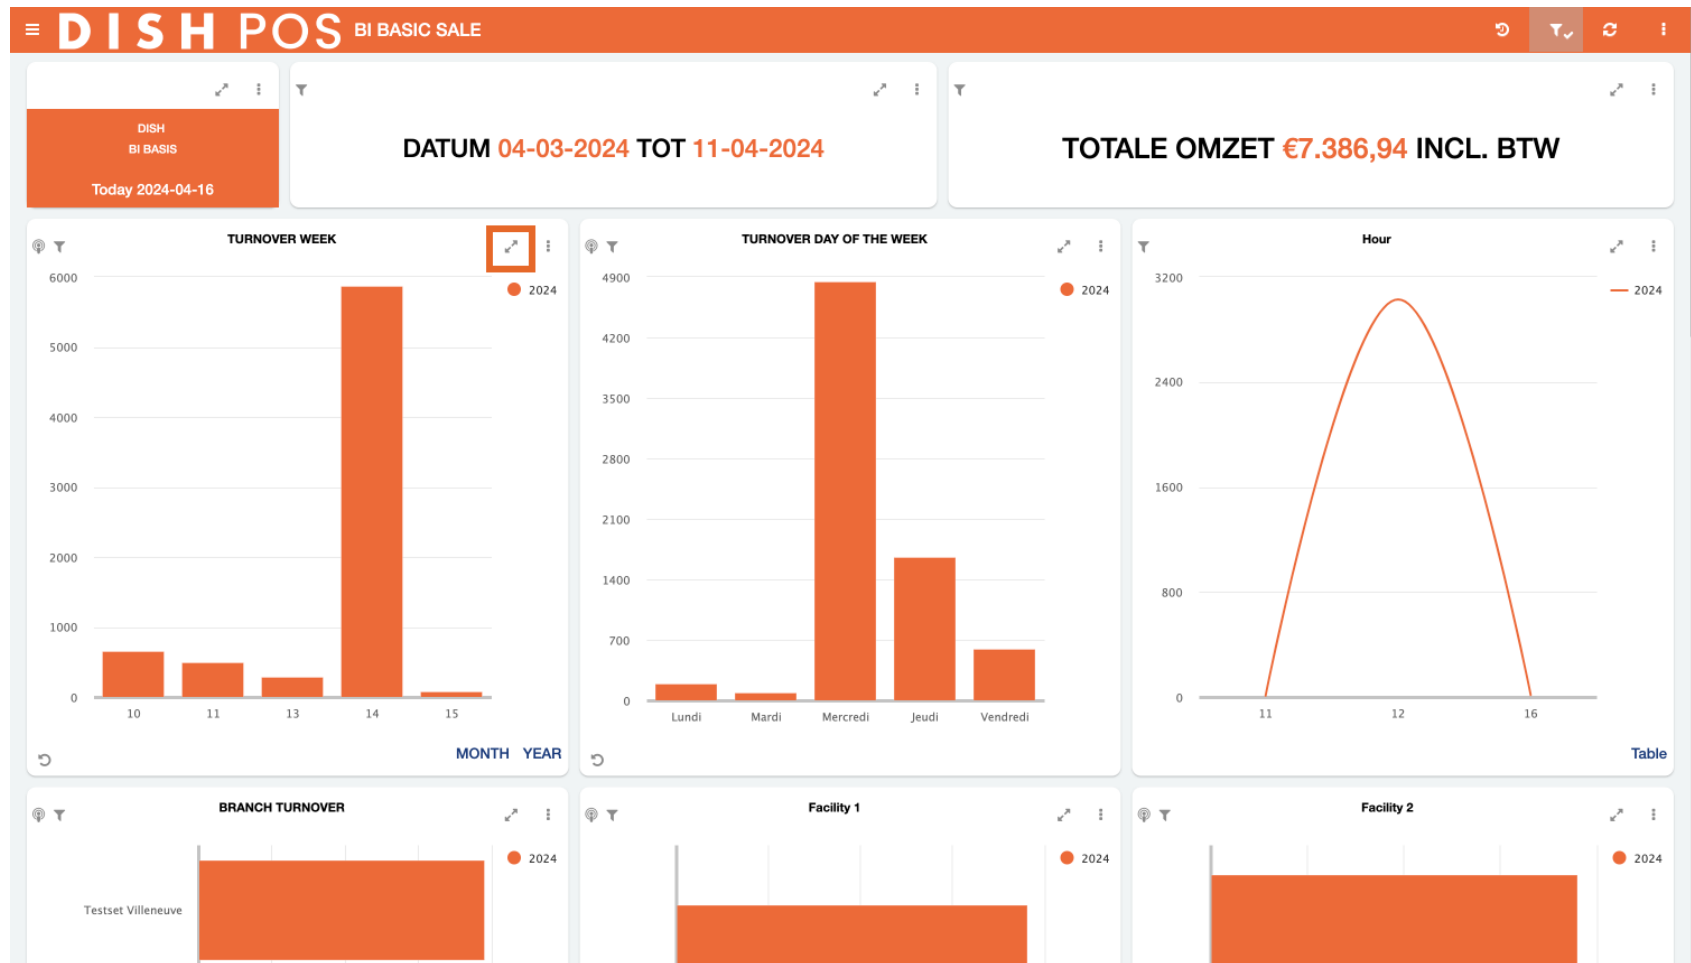 DISH POS BI BASIC SALE
DISH
BI BASIS
Today 2024-04-16
DATUM 04-03-2024 TOT 11-04-2024
TOTALE OMZET €7.386,94 INCL. BTW
TURNOVER WEEK
2024
6000
5000
4000
3000
2000
1000
0
10 11 13 14 15
MONTH YEAR
TURNOVER DAY OF THE WEEK
2024
4900
4200
3500
2800
2100
1400
700
0
Lundi Mardi Mercredi Jeudi Vendredi
Hour
2024
3200
2400
1600
800
0
11 12 16
Table
BRANCH TURNOVER
2024
Testset Villeneuve
Facility 1
2024
Facility 2
2024